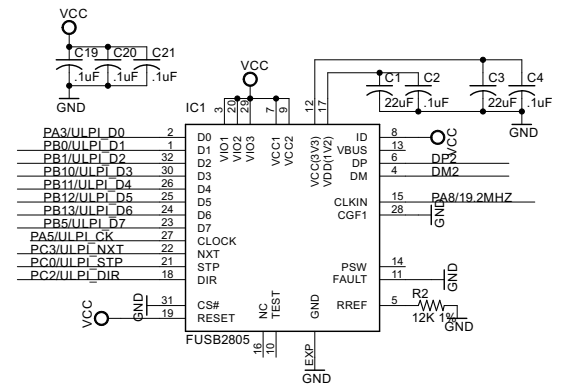 VCC
C19 C20 C21
.1uF .1uF .1uF
GND
VCC
IC1
3 20 29 7 9 12 17
VIO1 VIO2 VIO3 VCC1 VCC2 VCC(3V3) VDD(1V2)
C1 C2 C3 C4
22uF .1uF 22uF .1uF
GND
PA3/ULPI_D0 2 D0
PB0/ULPI_D1 1 D1
PB1/ULPI_D2 32 D2
PB10/ULPI_D3 30 D3
PB11/ULPI_D4 26 D4
PB12/ULPI_D5 25 D5
PB13/ULPI_D6 24 D6
PB5/ULPI_D7 23 D7
PA5/ULPI_CK 27 CLOCK
PC3/ULPI_NXT 22 NXT
PC0/ULPI_STP 21 STP
PC2/ULPI_DIR 18 DIR
GND 31 CS#
VCC 19 RESET
ID 8 VCC
VBUS 13
DP 6 DP2
DM 4 DM2
CLKIN 15 PA8/19.2MHZ
CGF1 28 GND
PSW 14
FAULT 11 GND
RREF 5 R2
12K 1% GND
NC TEST GND
16 10 EXP
FUSB2805
GND